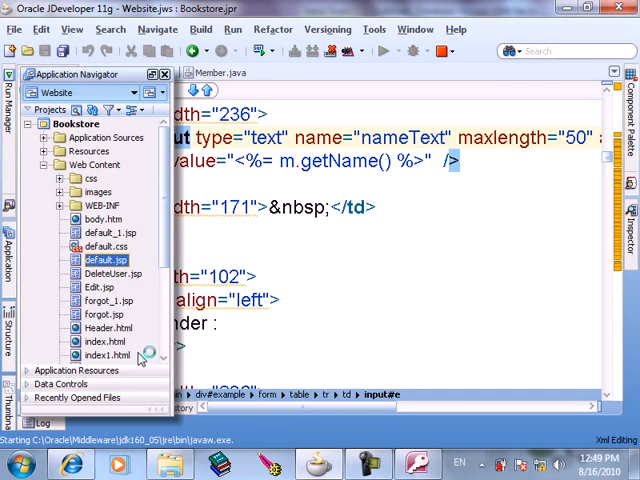 Oracle JDeveloper 11g - Website.jws : Bookstore.jpr
File Edit View Search Navigate Build Run Refactor Versioning Tools Window Help
Application Navigator
Member.java
Website
Projects
Bookstore
Application Sources
Resources
Web Content
css
images
WEB-INF
body.htm
default_1.jsp
default.css
default.jsp
DeleteUser.jsp
Edit.jsp
forgot_1.jsp
forgot.jsp
Header.html
index.html
index1.html
Application Resources
Data Controls
Recently Opened Files
Run Manager
Application
Structure
Thumbna
Component Palette
Inspector
dth="236">
ut type="text" name="nameText" maxlength="50"
value="<%= m.getName() %>" />
idth="171">&nbsp;</td>
dth="102">
align="left">
nder :
>
div#example form table tr td input#e
story
Log
Starting C:\Oracle\Middleware\jdk160_05\jre\bin\javaw.exe.
Xml Editing
EN
12:49 PM
8/16/2010